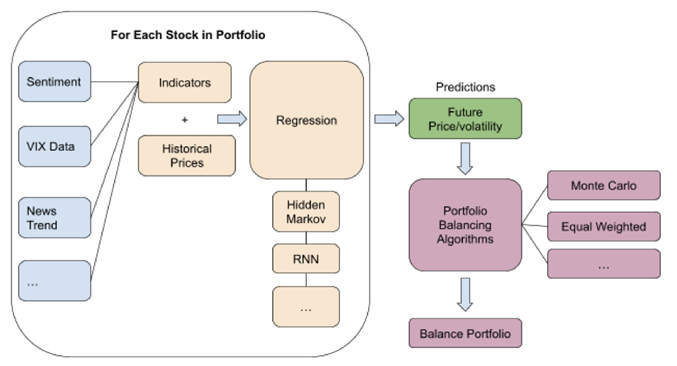 For Each Stock in Portfolio
Sentiment
VIX Data
News
Trend
...
Indicators
+
Historical
Prices
Regression
Hidden
Markov
RNN
...
Predictions
Future
Price/volatility
Portfolio
Balancing
Algorithms
Monte Carlo
Equal Weighted
...
Balance Portfolio